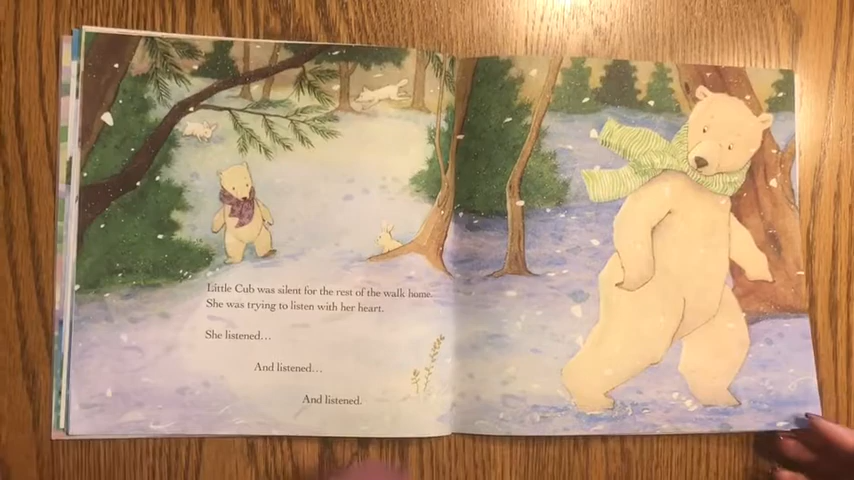 Little Cub was silent for the rest of the walk home.
She was trying to listen with her heart.
She listened…
And listened…
And listened.